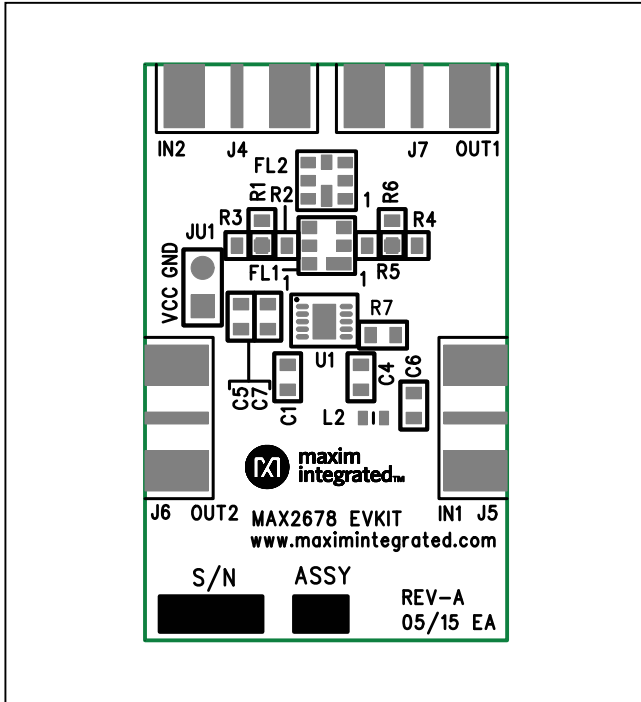 IN2 J4 J7 OUT1
FL2
R1 R2 1 R6
R3 R4
JU1
FL1 1 R5
VCC GND
1
R7
U1
C5
C7
C1
C4
C6
L2
maxim
integrated™
J6 OUT2 IN1 J5
MAX2678 EVKIT
www.maximintegrated.com
S/N ASSY
REV-A
05/15 EA